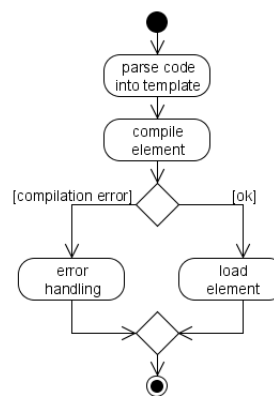 parse code
into template
compile
element
[compilation error]
[ok]
error
handling
load
element